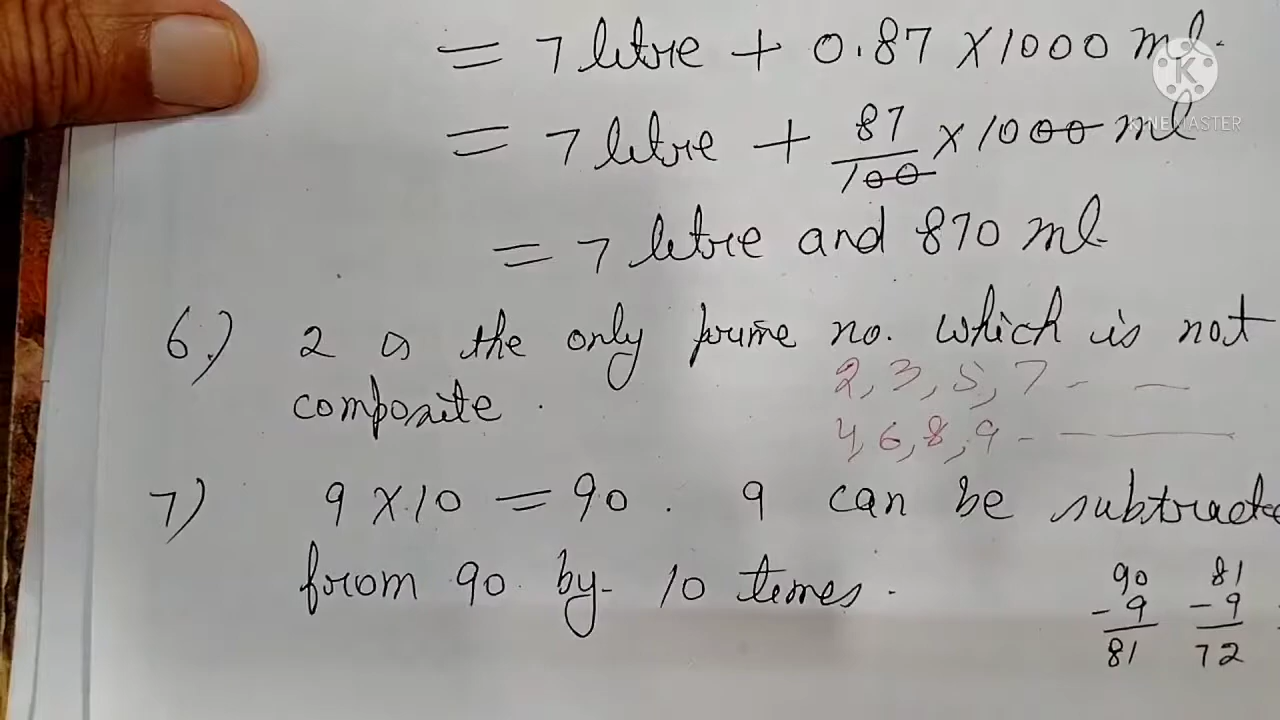 = 7 litre + 0.87 × 1000 ml.
= 7 litre + 87/100 × 1000 ml
= 7 litre and 870 ml.
6.) 2 is the only prime no. which is not
2, 3, 5, 7 - —
composite.
4, 6, 8, 9 - — ——
7) 9 × 10 = 90. 9 can be subtracte
from 90 by 10 times.
90 81
- 9 - 9
81 72
KINEMASTER